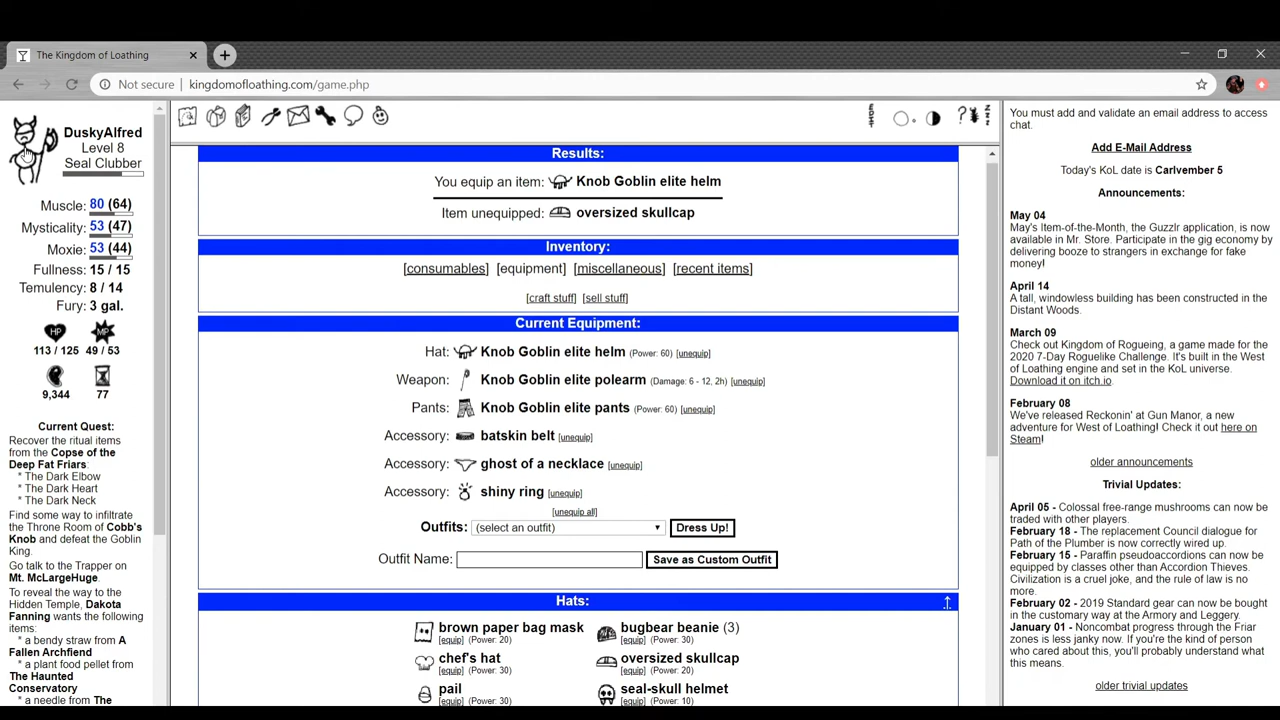 The Kingdom of Loathing
Not secure | kingdomofloathing.com/game.php
DuskyAlfred
Level 8
Seal Clubber
Muscle: 80 (64)
Mysticality: 53 (47)
Moxie: 53 (44)
Fullness: 15 / 15
Temulency: 8 / 14
Fury: 3 gal.
HP MP
113 / 125 49 / 53
9,344 77
Current Quest:
Recover the ritual items
from the Copse of the
Deep Fat Friars:
* The Dark Elbow
* The Dark Heart
* The Dark Neck
Find some way to infiltrate
the Throne Room of Cobb's
Knob and defeat the Goblin
King.
Go talk to the Trapper on
Mt. McLargeHuge.
To reveal the way to the
Hidden Temple, Dakota
Fanning wants the following
items:
* a bendy straw from A
Fallen Archfiend
* a plant food pellet from
The Haunted
Conservatory
* a needle from The
Results:
You equip an item: Knob Goblin elite helm
Item unequipped: oversized skullcap
Inventory:
[consumables] [equipment] [miscellaneous] [recent items]
[craft stuff] [sell stuff]
Current Equipment:
Hat: Knob Goblin elite helm (Power: 60) [unequip]
Weapon: Knob Goblin elite polearm (Damage: 6 - 12, 2h) [unequip]
Pants: Knob Goblin elite pants (Power: 60) [unequip]
Accessory: batskin belt [unequip]
Accessory: ghost of a necklace [unequip]
Accessory: shiny ring [unequip]
[unequip all]
Outfits: (select an outfit) Dress Up!
Outfit Name: Save as Custom Outfit
Hats:
brown paper bag mask bugbear beanie (3)
[equip] (Power: 20) [equip] (Power: 30)
chef's hat oversized skullcap
[equip] (Power: 30) [equip] (Power: 20)
pail seal-skull helmet
[equip] (Power: 30) [equip] (Power: 10)
You must add and validate an email address to access
chat.
Add E-Mail Address
Today's KoL date is Carlvember 5
Announcements:
May 04
May's Item-of-the-Month, the Guzzlr application, is now
available in Mr. Store. Participate in the gig economy by
delivering booze to strangers in exchange for fake
money!
April 14
A tall, windowless building has been constructed in the
Distant Woods.
March 09
Check out Kingdom of Rogueing, a game made for the
2020 7-Day Roguelike Challenge. It's built in the West
of Loathing engine and set in the KoL universe.
Download it on itch.io.
February 08
We've released Reckonin' at Gun Manor, a new
adventure for West of Loathing! Check it out here on
Steam!
older announcements
Trivial Updates:
April 05 - Colossal free-range mushrooms can now be
traded with other players.
February 18 - The replacement Council dialogue for
Path of the Plumber is now correctly wired up.
February 15 - Paraffin pseudoaccordions can now be
equipped by classes other than Accordion Thieves.
Civilization is a cruel joke, and the rule of law is no
more.
February 02 - 2019 Standard gear can now be bought
in the customary way at the Armory and Leggery.
January 01 - Noncombat progress through the Friar
zones is less janky now. If you're the kind of person
who cared about this, you'll probably understand what
this means.
older trivial updates